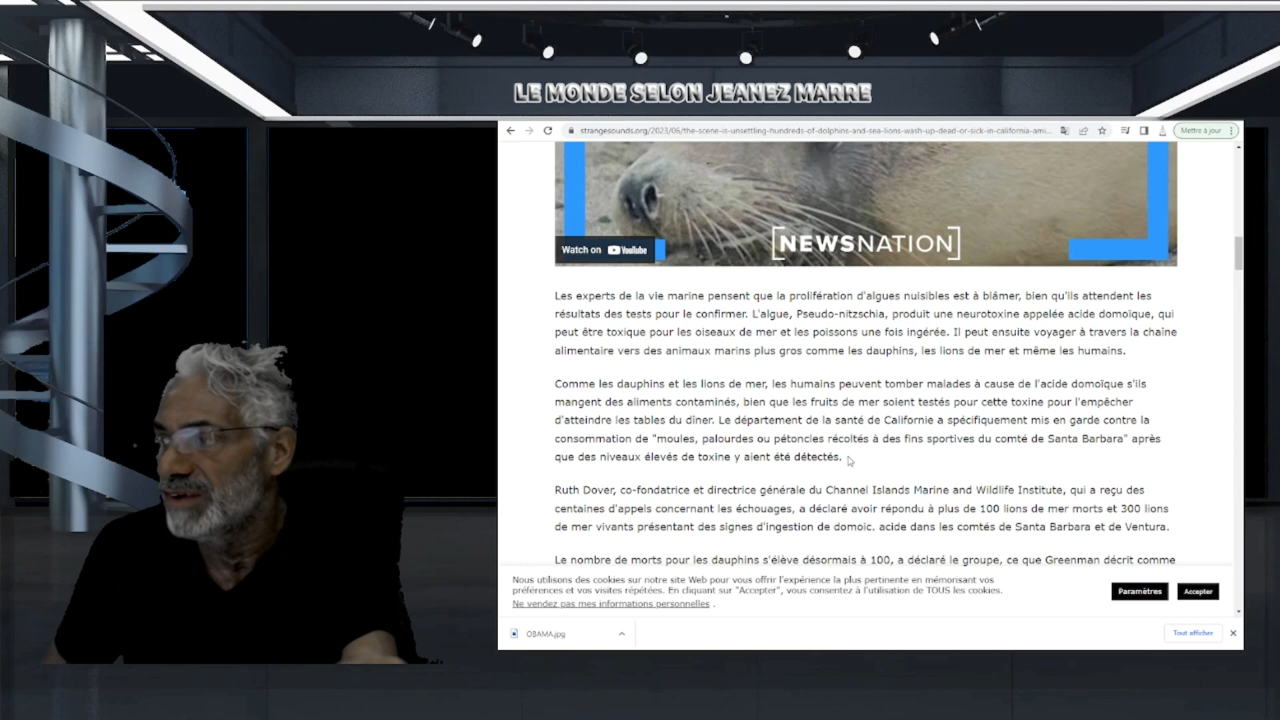 LE MONDE SELON JEANEZ MARRE
strangesounds.org/2023/06/the-scene-is-unsettling-hundreds-of-dolphins-and-sea-lions-wash-up-dead-or-sick-in-california-ami...
Mettre à jour
[NEWSNATION]
Watch on YouTube
Les experts de la vie marine pensent que la prolifération d'algues nuisibles est à blâmer, bien qu'ils attendent les
résultats des tests pour le confirmer. L'algue, Pseudo-nitzschia, produit une neurotoxine appelée acide domoïque, qui
peut être toxique pour les oiseaux de mer et les poissons une fois ingérée. Il peut ensuite voyager à travers la chaîne
alimentaire vers des animaux marins plus gros comme les dauphins, les lions de mer et même les humains.
Comme les dauphins et les lions de mer, les humains peuvent tomber malades à cause de l'acide domoïque s'ils
mangent des aliments contaminés, bien que les fruits de mer soient testés pour cette toxine pour l'empêcher
d'atteindre les tables du dîner. Le département de la santé de Californie a spécifiquement mis en garde contre la
consommation de "moules, palourdes ou pétoncles récoltés à des fins sportives du comté de Santa Barbara" après
que des niveaux élevés de toxine y aient été détectés.
Ruth Dover, co-fondatrice et directrice générale du Channel Islands Marine and Wildlife Institute, qui a reçu des
centaines d'appels concernant les échouages, a déclaré avoir répondu à plus de 100 lions de mer morts et 300 lions
de mer vivants présentant des signes d'ingestion de domoic. acide dans les comtés de Santa Barbara et de Ventura.
Le nombre de morts pour les dauphins s'élève désormais à 100, a déclaré le groupe, ce que Greenman décrit comme
Nous utilisons des cookies sur notre site Web pour vous offrir l'expérience la plus pertinente en mémorisant vos
préférences et vos visites répétées. En cliquant sur "Accepter", vous consentez à l'utilisation de TOUS les cookies.
Ne vendez pas mes informations personnelles .
Paramètres
Accepter
OBAMA.jpg
Tout afficher